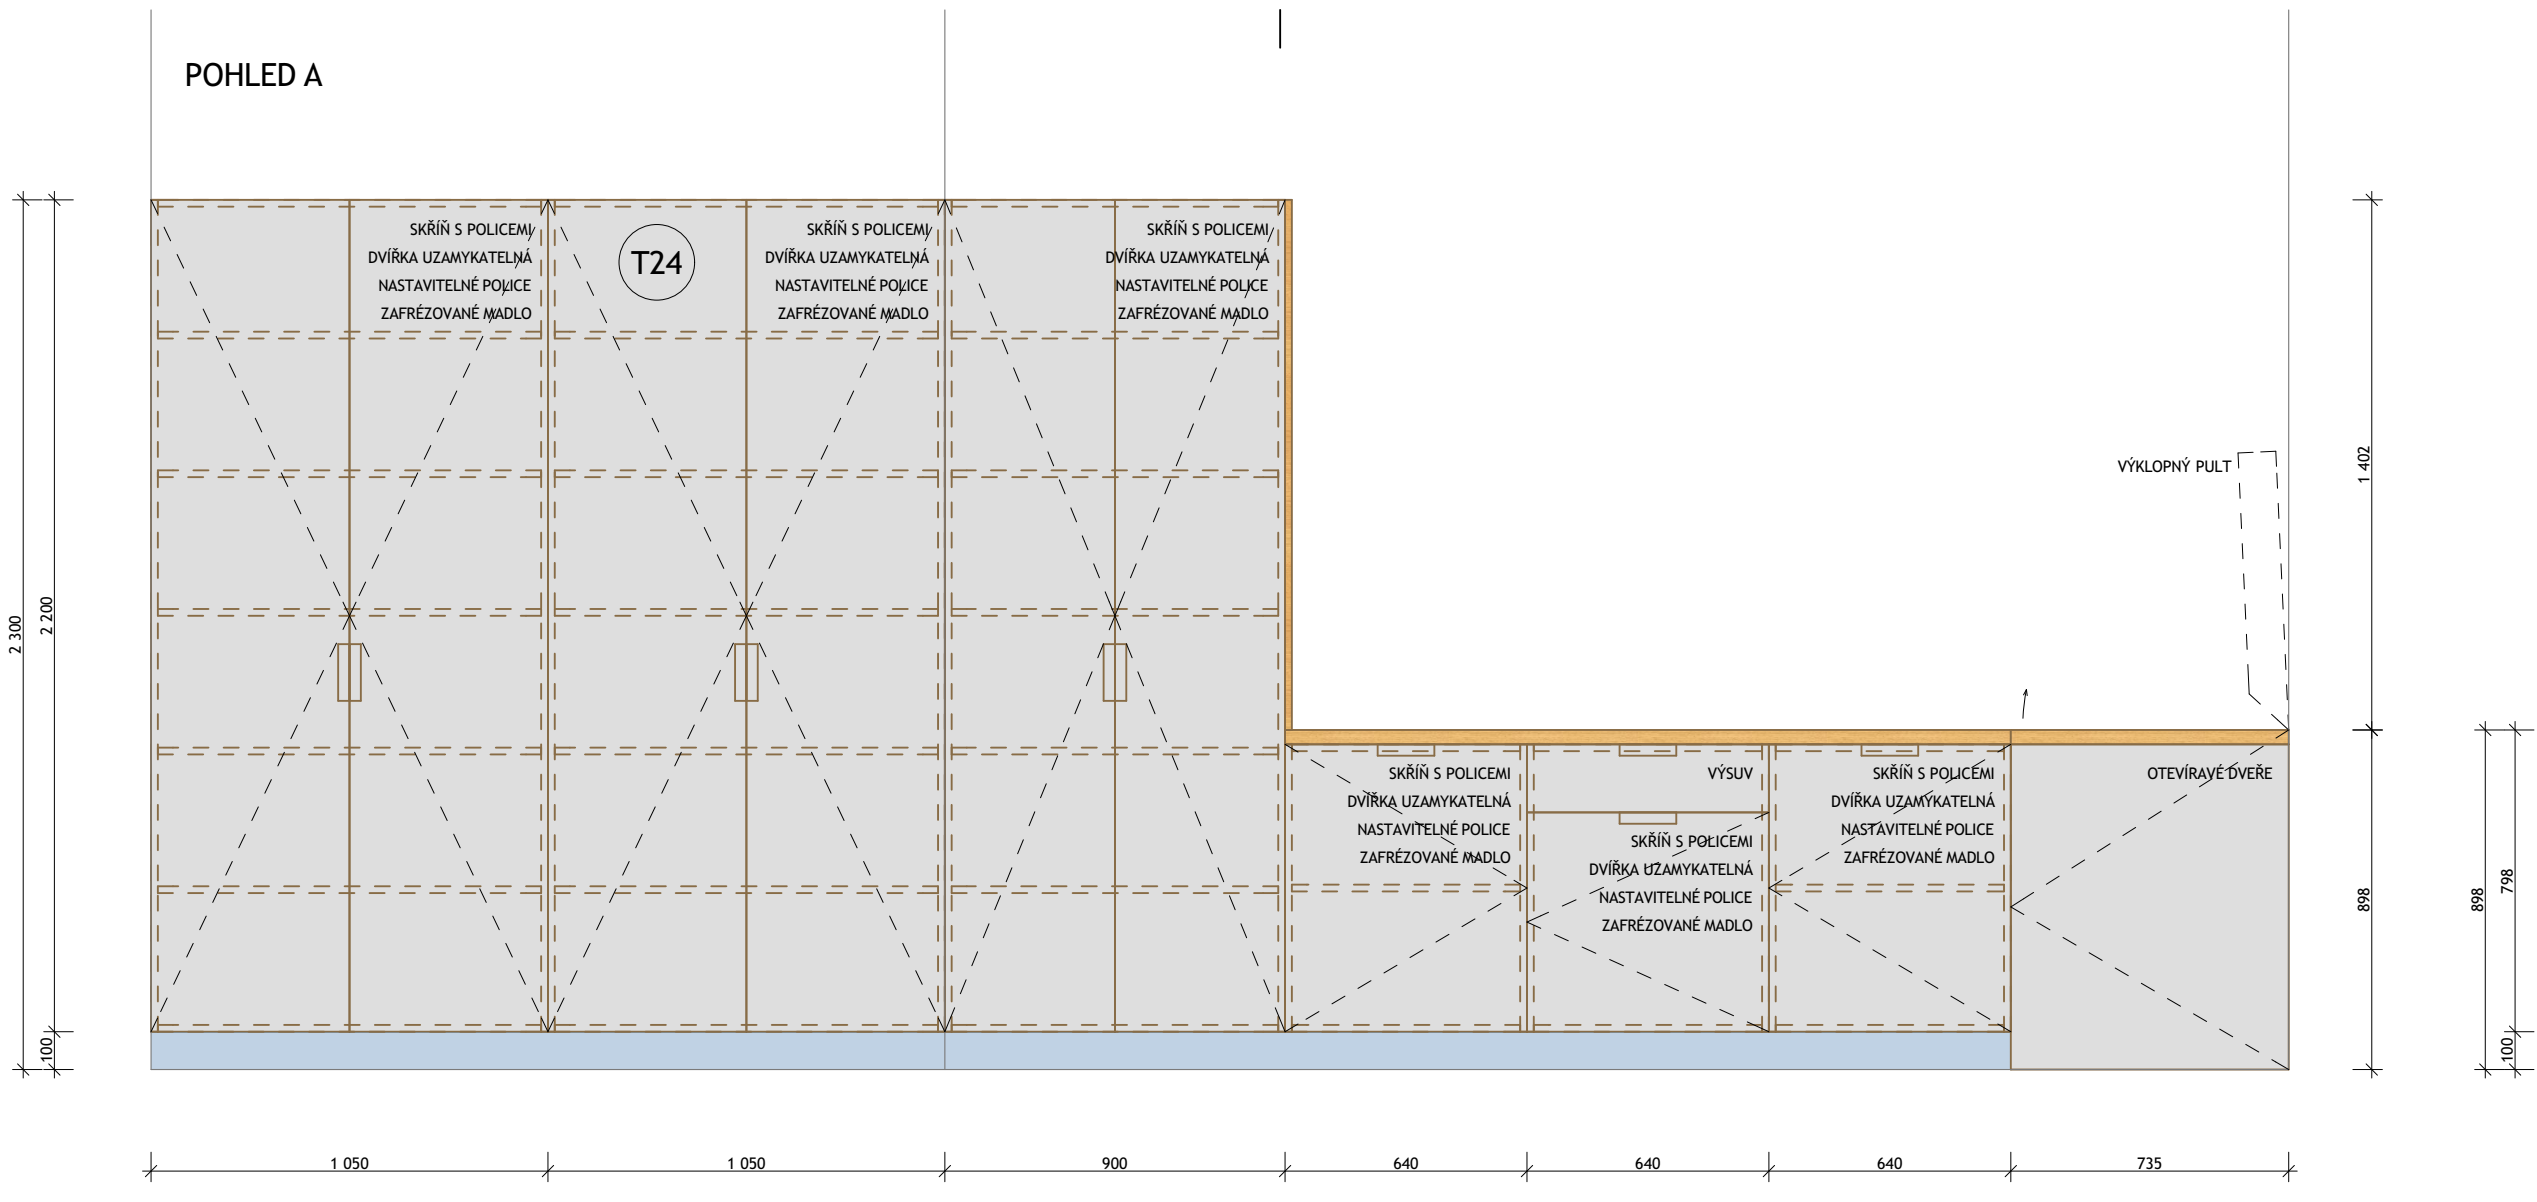 POHLED A
SKŘÍŇ S POLICEMI
DVÍŘKA UZAMYKATELNÁ
NASTAVITELNÉ POLICE
ZAFRÉZOVANÉ MADLO
T24
SKŘÍŇ S POLICEMI
DVÍŘKA UZAMYKATELNÁ
NASTAVITELNÉ POLICE
ZAFRÉZOVANÉ MADLO
SKŘÍŇ S POLICEMI
DVÍŘKA UZAMYKATELNÁ
NASTAVITELNÉ POLICE
ZAFRÉZOVANÉ MADLO
VÝKLOPNÝ PULT
SKŘÍŇ S POLICEMI
DVÍŘKA UZAMYKATELNÁ
NASTAVITELNÉ POLICE
ZAFRÉZOVANÉ MADLO
VÝSUV
SKŘÍŇ S POLICEMI
DVÍŘKA UZAMYKATELNÁ
NASTAVITELNÉ POLICE
ZAFRÉZOVANÉ MADLO
SKŘÍŇ S POLICEMI
DVÍŘKA UZAMYKATELNÁ
NASTAVITELNÉ POLICE
ZAFRÉZOVANÉ MADLO
OTEVÍRAVÉ DVEŘE
2 300
2 200
100
1 402
898
898
798
100
1 050
1 050
900
640
640
640
735